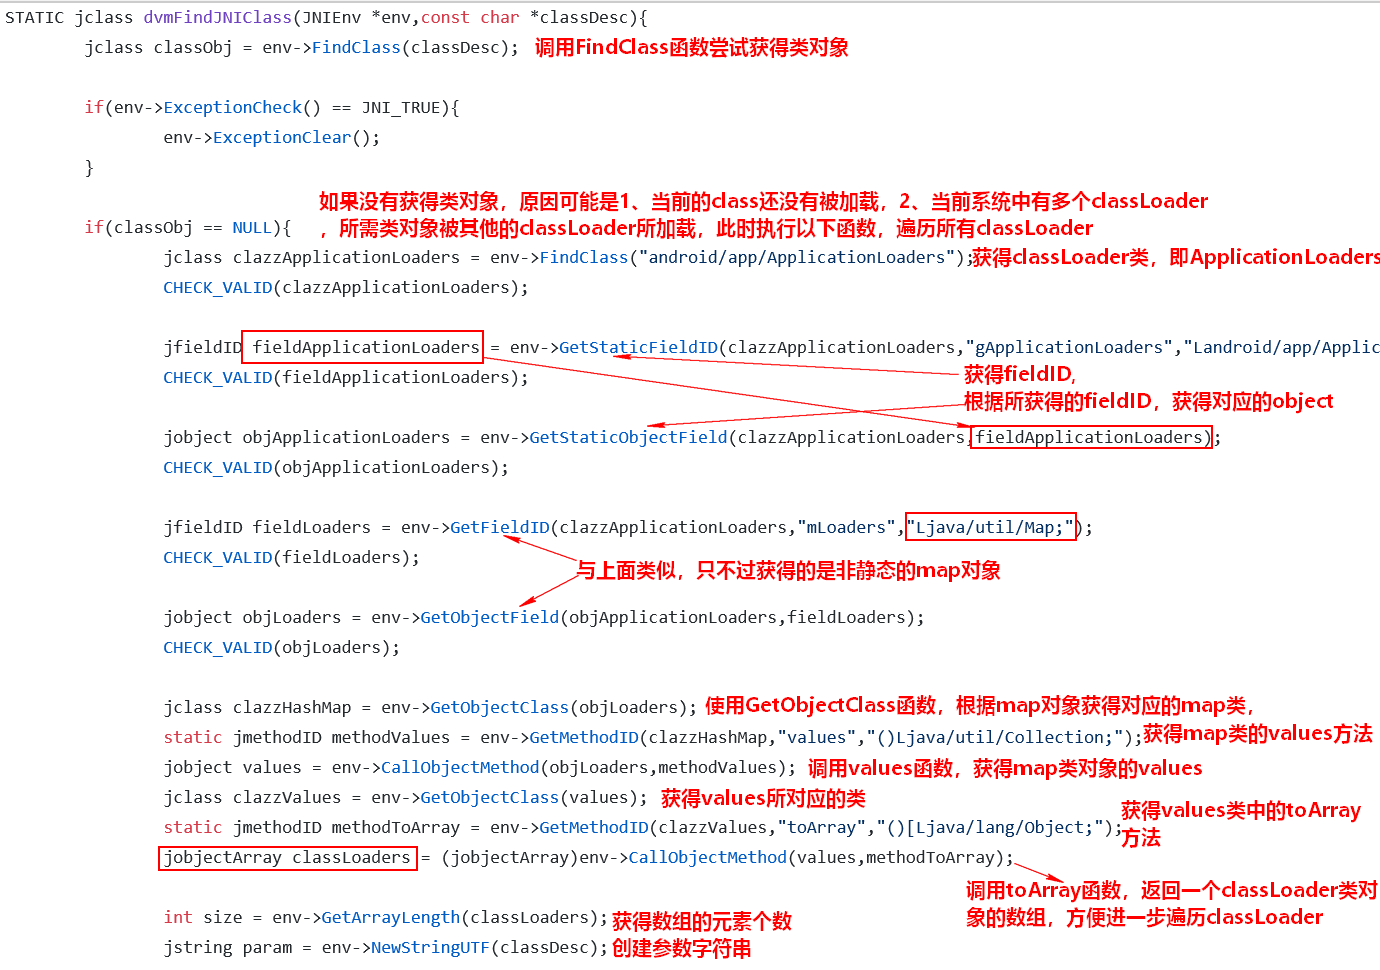 STATIC jclass dvmFindJNIClass(JNIEnv *env,const char *classDesc){
jclass classObj = env->FindClass(classDesc); 调用FindClass函数尝试获得类对象
if(env->ExceptionCheck() == JNI_TRUE){
env->ExceptionClear();
}
如果没有获得类对象，原因可能是1、当前的class还没有被加载，2、当前系统中有多个classLoader
，所需类对象被其他的classLoader所加载，此时执行以下函数，遍历所有classLoader
if(classObj == NULL){
jclass clazzApplicationLoaders = env->FindClass("android/app/ApplicationLoaders");获得classLoader类，即ApplicationLoaders
CHECK_VALID(clazzApplicationLoaders);
jfieldID fieldApplicationLoaders = env->GetStaticFieldID(clazzApplicationLoaders,"gApplicationLoaders","Landroid/app/Applic
CHECK_VALID(fieldApplicationLoaders);
获得fieldID,
根据所获得的fieldID，获得对应的object
jobject objApplicationLoaders = env->GetStaticObjectField(clazzApplicationLoaders,fieldApplicationLoaders);
CHECK_VALID(objApplicationLoaders);
jfieldID fieldLoaders = env->GetFieldID(clazzApplicationLoaders,"mLoaders","Ljava/util/Map;");
CHECK_VALID(fieldLoaders);
与上面类似，只不过获得的是非静态的map对象
jobject objLoaders = env->GetObjectField(objApplicationLoaders,fieldLoaders);
CHECK_VALID(objLoaders);
jclass clazzHashMap = env->GetObjectClass(objLoaders); 使用GetObjectClass函数，根据map对象获得对应的map类，
static jmethodID methodValues = env->GetMethodID(clazzHashMap,"values","()Ljava/util/Collection;");获得map类的values方法
jobject values = env->CallObjectMethod(objLoaders,methodValues); 调用values函数，获得map类对象的values
jclass clazzValues = env->GetObjectClass(values); 获得values所对应的类
static jmethodID methodToArray = env->GetMethodID(clazzValues,"toArray","()[Ljava/lang/Object;");
获得values类中的toArray
方法
jobjectArray classLoaders = (jobjectArray)env->CallObjectMethod(values,methodToArray);
调用toArray函数，返回一个classLoader类对
象的数组，方便进一步遍历classLoader
int size = env->GetArrayLength(classLoaders); 获得数组的元素个数
jstring param = env->NewStringUTF(classDesc); 创建参数字符串